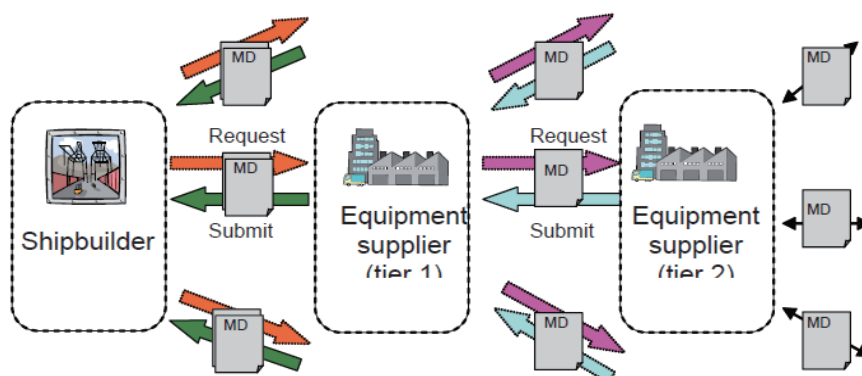 MD
MD
MD
Request
Request
MD
MD
MD
Shipbuilder
Submit
Equipment
supplier
(tier 1)
Submit
Equipment
supplier
(tier 2)
MD
MD
MD